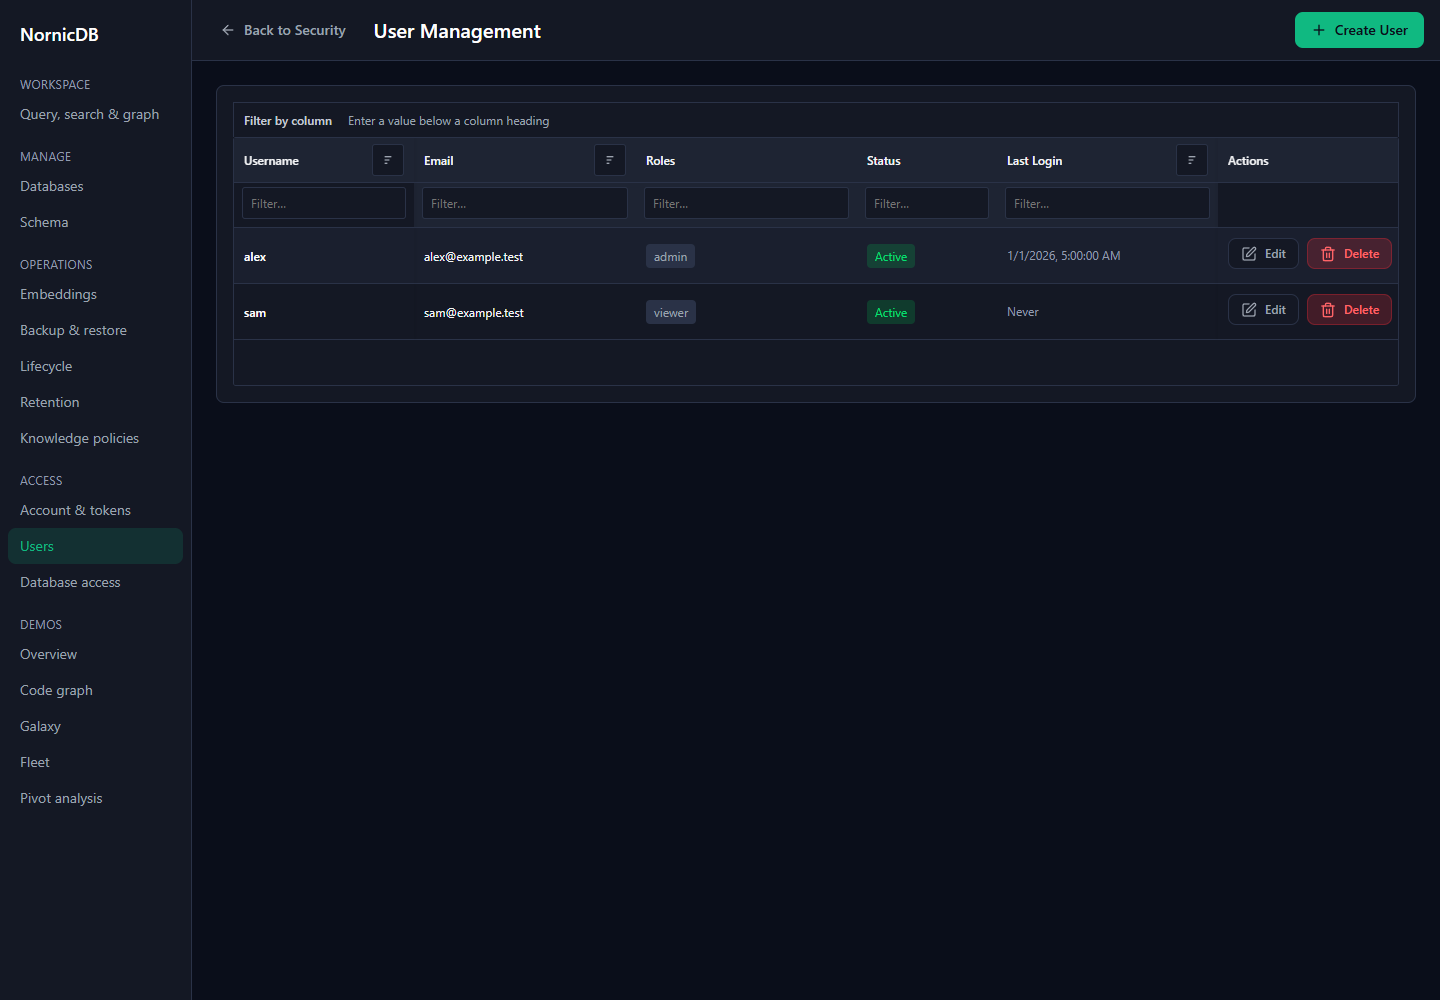 NornicDB
WORKSPACE
Query, search & graph
MANAGE
Databases
Schema
OPERATIONS
Embeddings
Backup & restore
Lifecycle
Retention
Knowledge policies
ACCESS
Account & tokens
Users
Database access
DEMOS
Overview
Code graph
Galaxy
Fleet
Pivot analysis
Back to Security User Management Create User
Filter by column Enter a value below a column heading
Username Email Roles Status Last Login Actions
Filter... Filter... Filter... Filter... Filter...
alex alex@example.test admin Active 1/1/2026, 5:00:00 AM Edit Delete
sam sam@example.test viewer Active Never Edit Delete